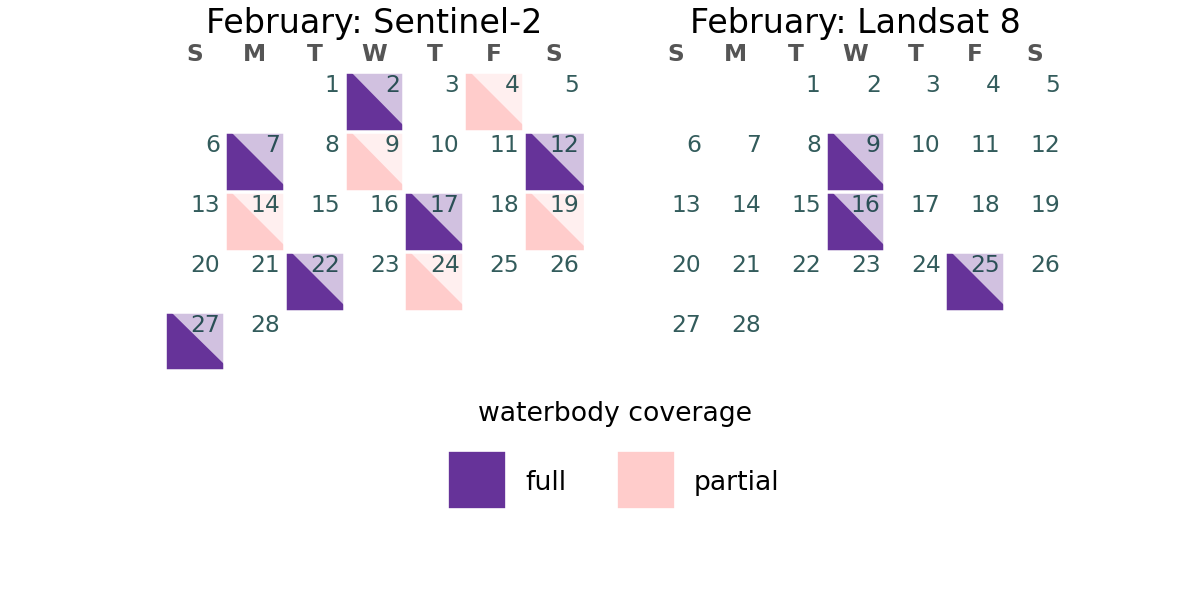 February: Sentinel-2
S M T W T F S
1 2 3 4 5
6 7 8 9 10 11 12
13 14 15 16 17 18 19
20 21 22 23 24 25 26
27 28
February: Landsat 8
S M T W T F S
1 2 3 4 5
6 7 8 9 10 11 12
13 14 15 16 17 18 19
20 21 22 23 24 25 26
27 28
waterbody coverage
full partial